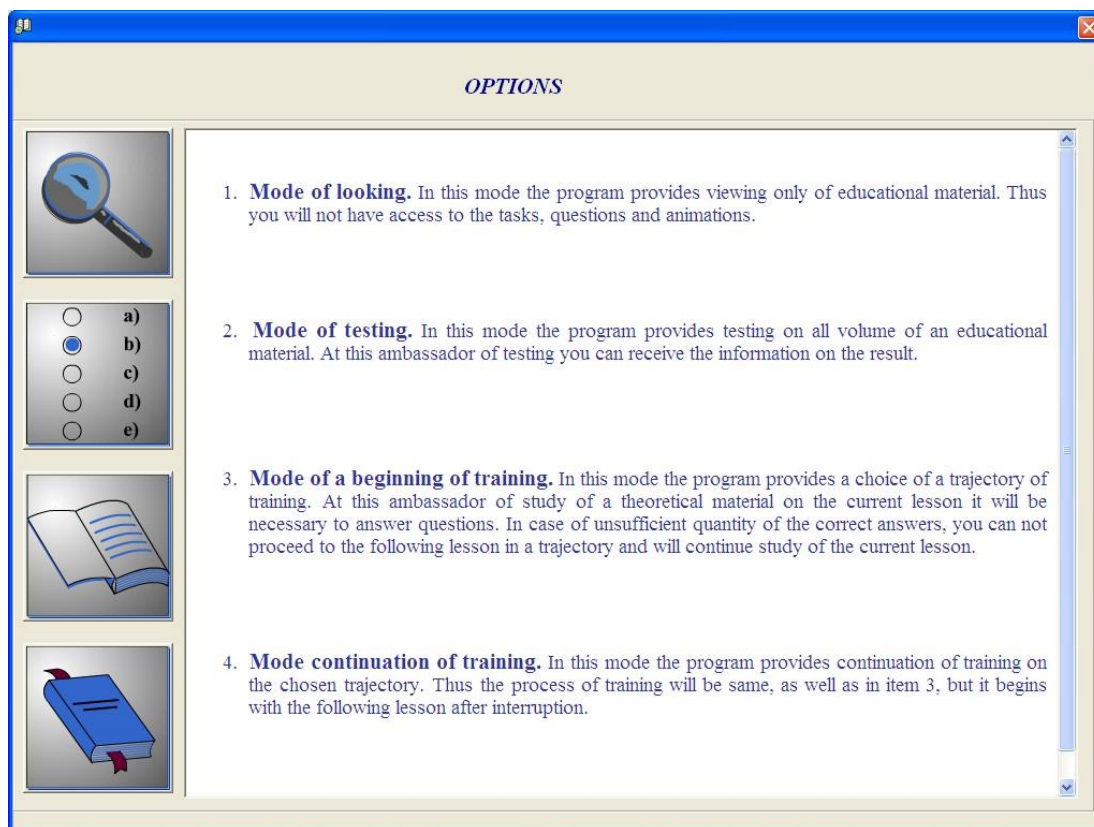 OPTIONS
a)
b)
c)
d)
e)
1. Mode of looking. In this mode the program provides viewing only of educational material. Thus
you will not have access to the tasks, questions and animations.
2. Mode of testing. In this mode the program provides testing on all volume of an educational
material. At this ambassador of testing you can receive the information on the result.
3. Mode of a beginning of training. In this mode the program provides a choice of a trajectory of
training. At this ambassador of study of a theoretical material on the current lesson it will be
necessary to answer questions. In case of unsufficient quantity of the correct answers, you can not
proceed to the following lesson in a trajectory and will continue study of the current lesson.
4. Mode continuation of training. In this mode the program provides continuation of training on
the chosen trajectory. Thus the process of training will be same, as well as in item 3, but it begins
with the following lesson after interruption.